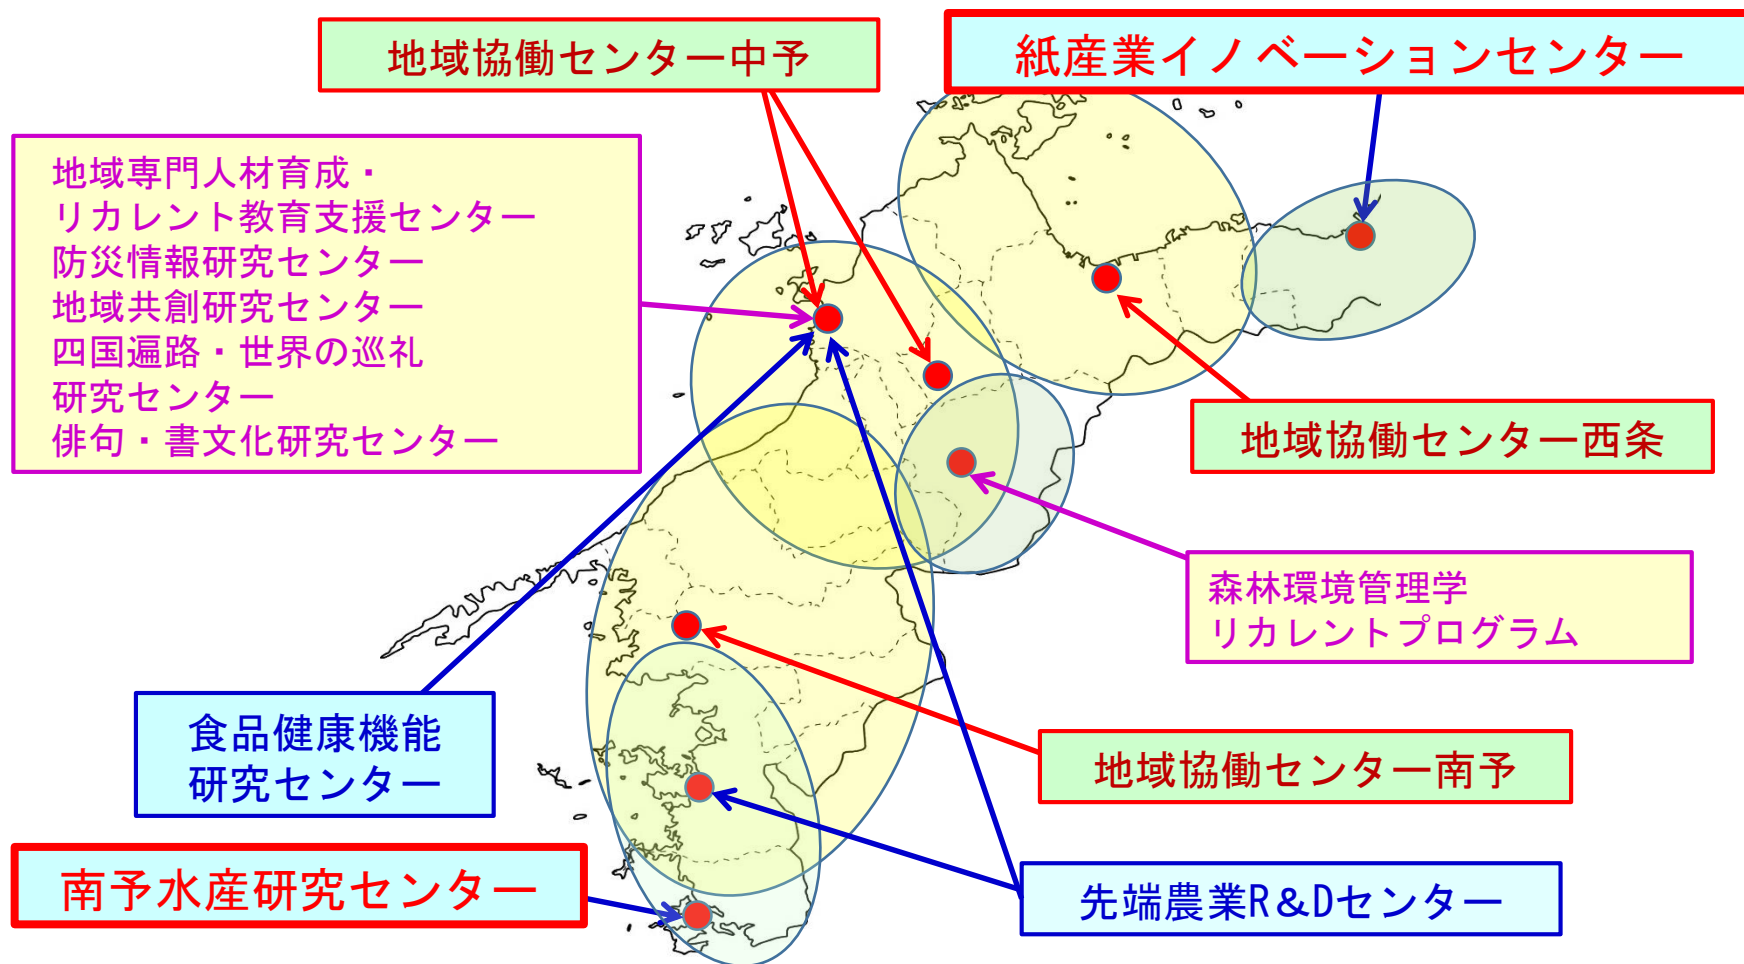 地域協働センター中予
紙産業イノベーションセンター
地域専門人材育成・
リカレント教育支援センター
防災情報研究センター
地域共創研究センター
四国遍路・世界の巡礼
研究センター
俳句・書文化研究センター
地域協働センター西条
森林環境管理学
リカレントプログラム
食品健康機能
研究センター
地域協働センター南予
南予水産研究センター
先端農業R&Dセンター